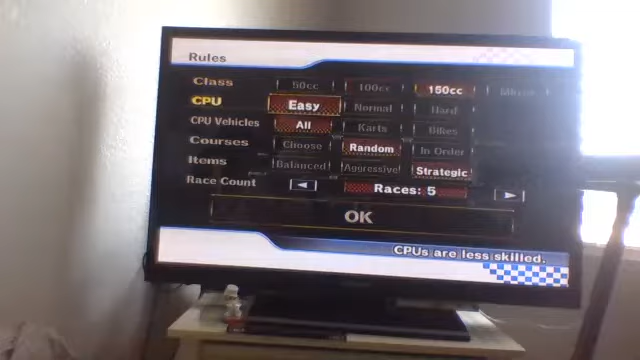 Rules
Class 50cc 100cc 150cc Mirror
CPU Easy Normal Hard
CPU Vehicles All Karts Bikes
Courses Choose Random In Order
Items Balanced Aggressive Strategic
Race Count Races: 5
OK
CPUs are less skilled.